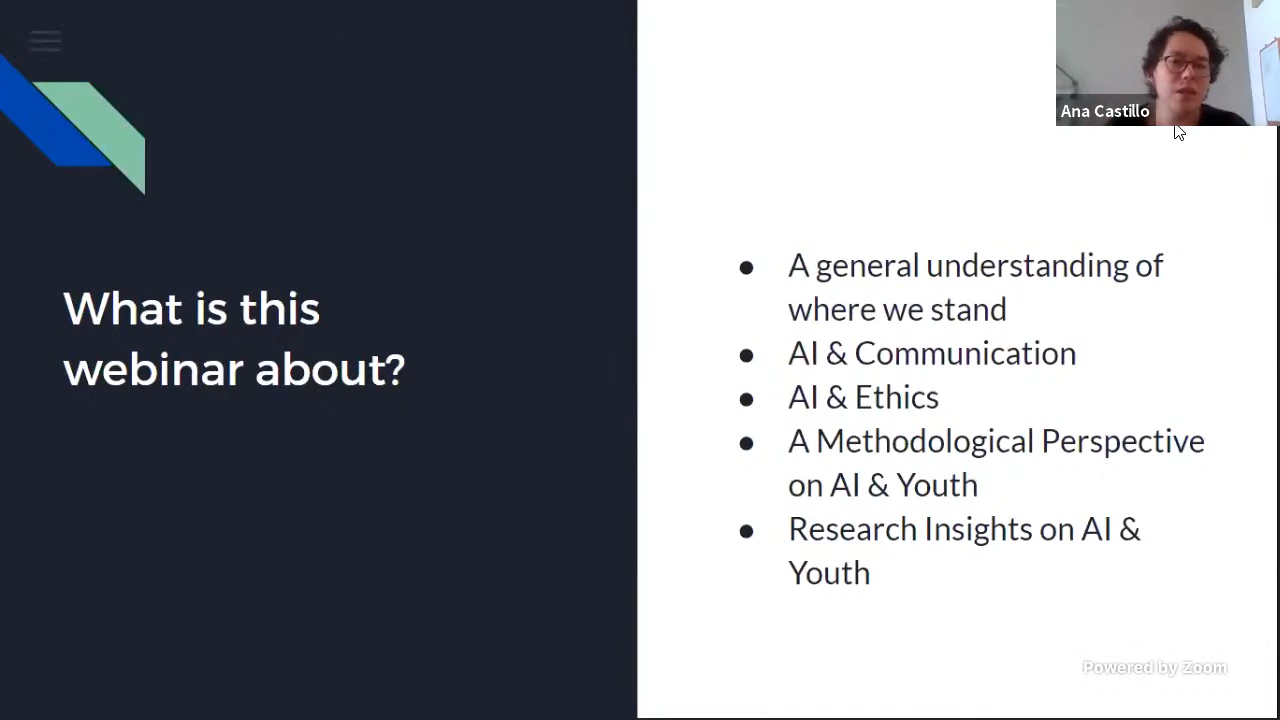 Ana Castillo
What is this
webinar about?
● A general understanding of
where we stand
● AI & Communication
● AI & Ethics
● A Methodological Perspective
on AI & Youth
● Research Insights on AI &
Youth
Powered by Zoom